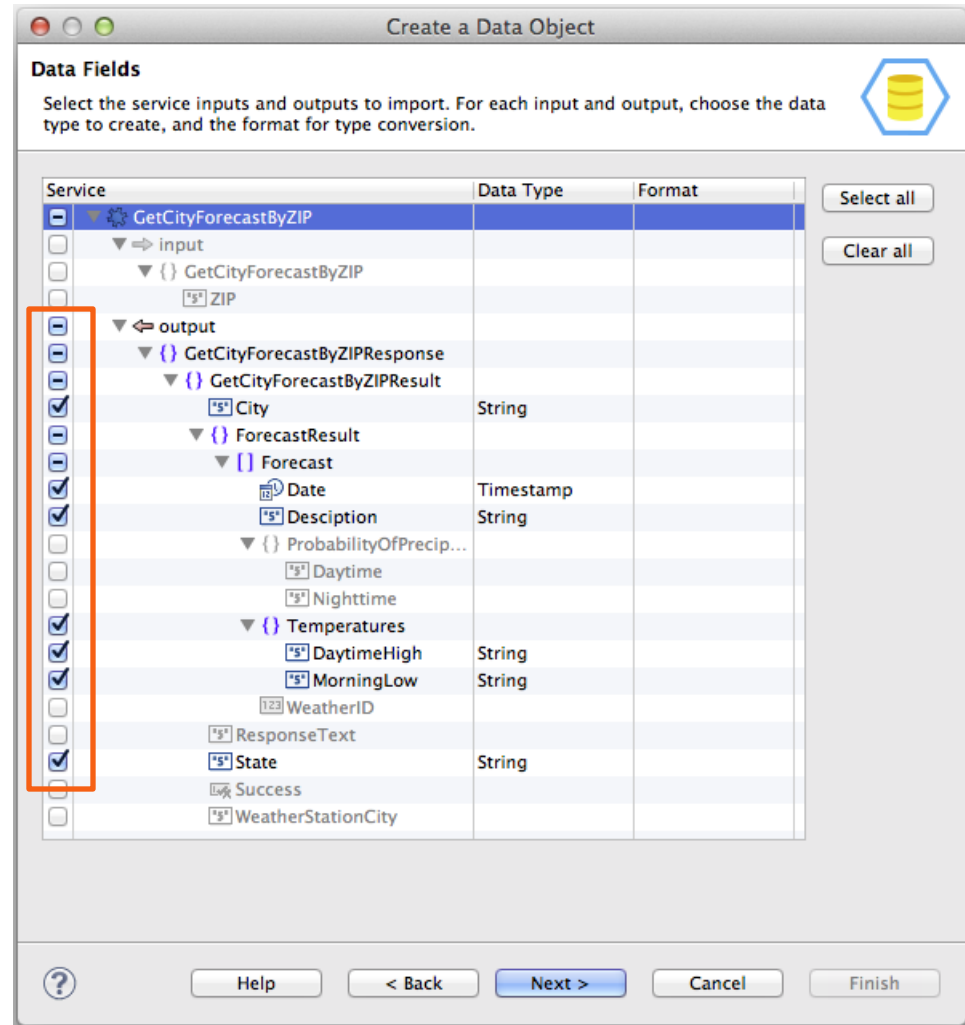 Create a Data Object
Data Fields
Select the service inputs and outputs to import. For each input and output, choose the data
type to create, and the format for type conversion.
Service Data Type Format
Select all
GetCityForecastByZIP
input
Clear all
{} GetCityForecastByZIP
"S" ZIP
output
{} GetCityForecastByZIPResponse
{} GetCityForecastByZIPResult
"S" City String
{} ForecastResult
[] Forecast
12 Date Timestamp
"S" Desciption String
{} ProbabilityOfPrecip...
"S" Daytime
"S" Nighttime
{} Temperatures
"S" DaytimeHigh String
"S" MorningLow String
123 WeatherID
"S" ResponseText
"S" State String
Success
"S" WeatherStationCity
? Help < Back Next > Cancel Finish